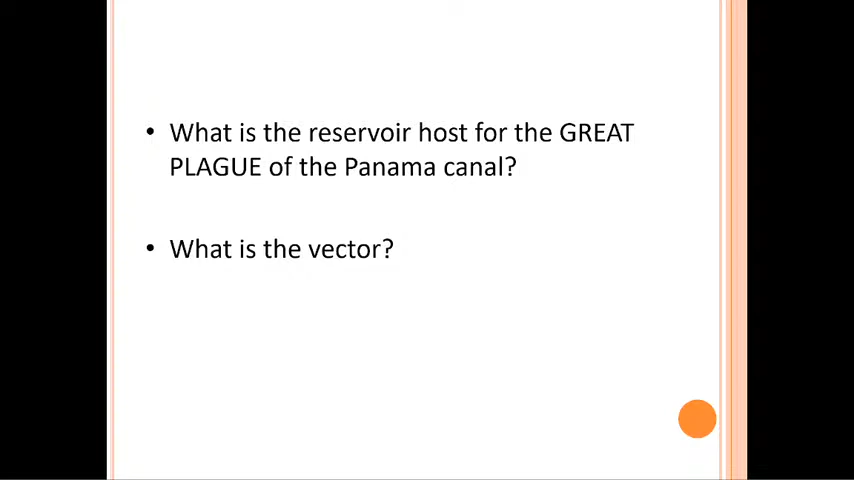 • What is the reservoir host for the GREAT
PLAGUE of the Panama canal?
• What is the vector?